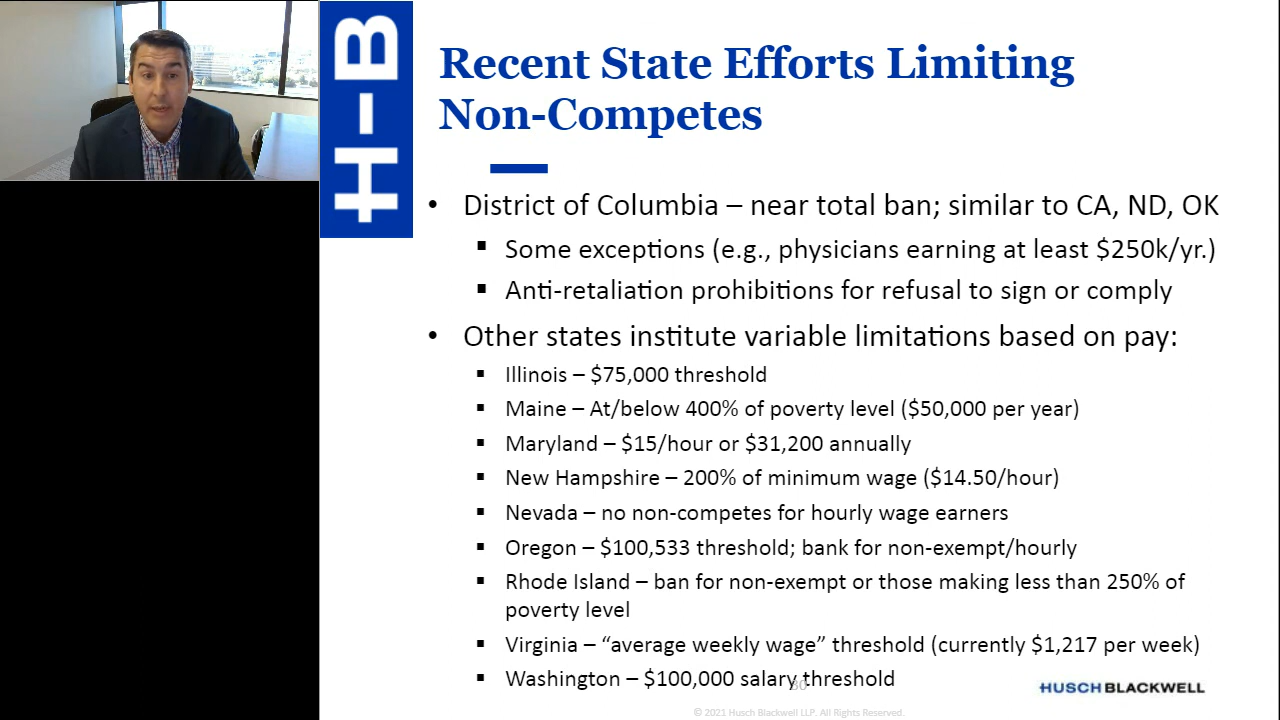 H-B
Recent State Efforts Limiting
Non-Competes
• District of Columbia – near total ban; similar to CA, ND, OK
▪ Some exceptions (e.g., physicians earning at least $250k/yr.)
▪ Anti-retaliation prohibitions for refusal to sign or comply
• Other states institute variable limitations based on pay:
▪ Illinois – $75,000 threshold
▪ Maine – At/below 400% of poverty level ($50,000 per year)
▪ Maryland – $15/hour or $31,200 annually
▪ New Hampshire – 200% of minimum wage ($14.50/hour)
▪ Nevada – no non-competes for hourly wage earners
▪ Oregon – $100,533 threshold; bank for non-exempt/hourly
▪ Rhode Island – ban for non-exempt or those making less than 250% of
poverty level
▪ Virginia – “average weekly wage” threshold (currently $1,217 per week)
▪ Washington – $100,000 salary threshold
30
HUSCH BLACKWELL
© 2021 Husch Blackwell LLP. All Rights Reserved.